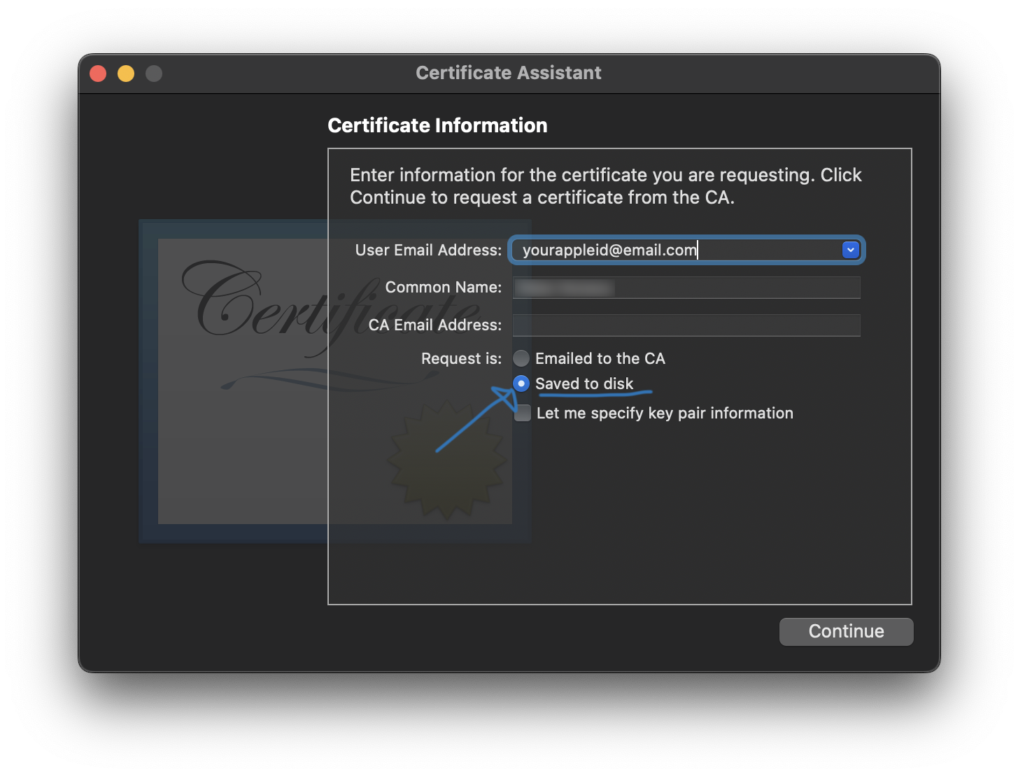 Certificate Assistant
Certificate Information
Enter information for the certificate you are requesting. Click
Continue to request a certificate from the CA.
User Email Address: yourappleid@email.com
Common Name:
CA Email Address:
Request is: Emailed to the CA
Saved to disk
Let me specify key pair information
Certificate
Continue